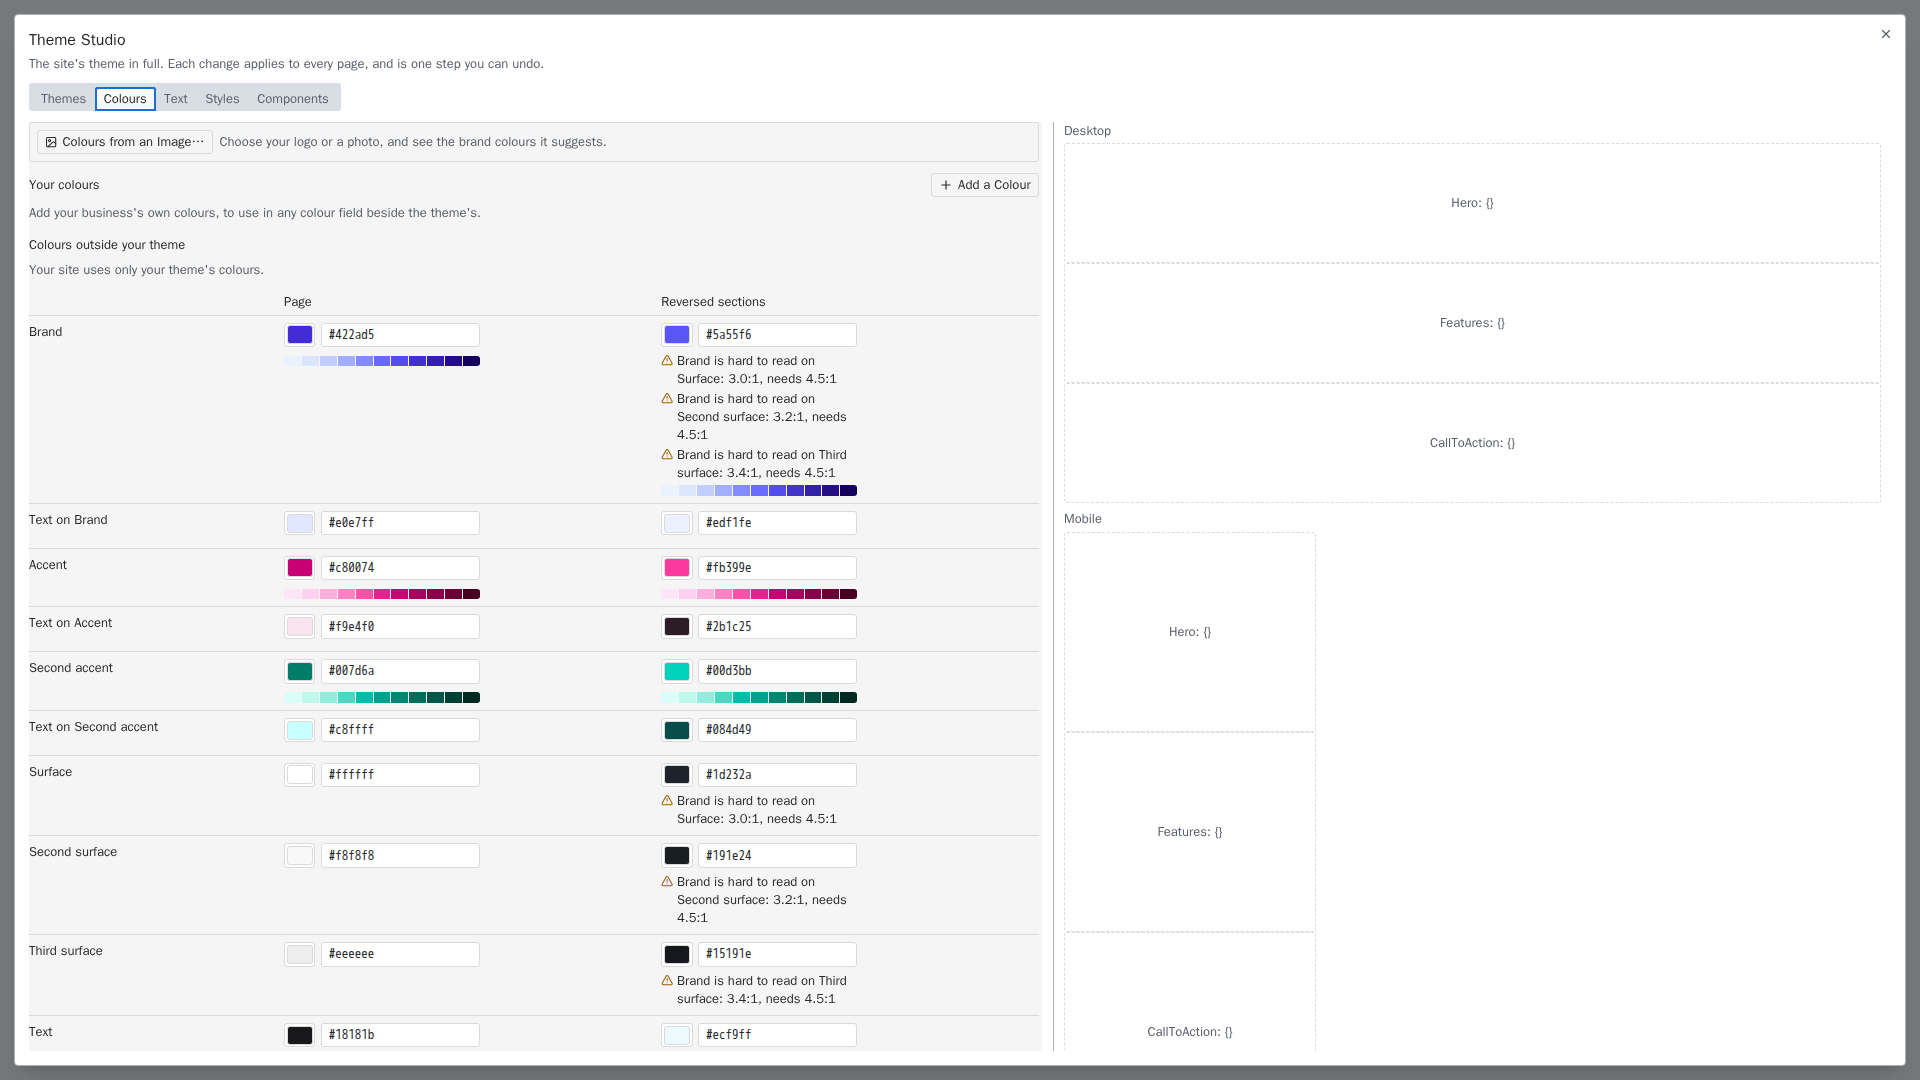 Theme Studio
The site's theme in full. Each change applies to every page, and is one step you can undo.
Themes
Colours
Text
Styles
Components
Colours from an Image···
Choose your logo or a photo, and see the brand colours it suggests.
Your colours
Add a Colour
Add your business's own colours, to use in any colour field beside the theme's.
Colours outside your theme
Your site uses only your theme's colours.
Page
Reversed sections
Brand
#422ad5
#5a55f6
Brand is hard to read on
Surface: 3.0:1, needs 4.5:1
Brand is hard to read on
Second surface: 3.2:1, needs
4.5:1
Brand is hard to read on Third
surface: 3.4:1, needs 4.5:1
Text on Brand
#e0e7ff
#edf1fe
Accent
#c80074
#fb399e
Text on Accent
#f9e4f0
#2b1c25
Second accent
#007d6a
#00d3bb
Text on Second accent
#c8ffff
#084d49
Surface
#ffffff
#1d232a
Brand is hard to read on
Surface: 3.0:1, needs 4.5:1
Second surface
#f8f8f8
#191e24
Brand is hard to read on
Second surface: 3.2:1, needs
4.5:1
Third surface
#eeeeee
#15191e
Brand is hard to read on Third
surface: 3.4:1, needs 4.5:1
Text
#18181b
#ecf9ff
Desktop
Hero: {}
Features: {}
CallToAction: {}
Mobile
Hero: {}
Features: {}
CallToAction: {}